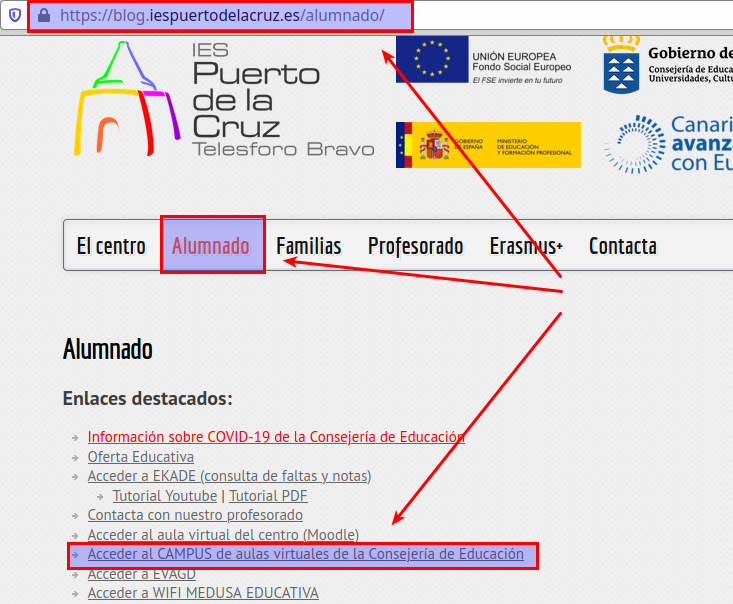 https://blog.iespuertodelacruz.es/alumnado/
IES
Puerto
de la
Cruz
Telesforo Bravo
UNIÓN EUROPEA
Fondo Social Europeo
El FSE invierte en tu futuro
Gobierno de
Consejería de Educa
Universidades, Cultu
GOBIERNO
DE ESPAÑA
MINISTERIO
DE EDUCACIÓN
Y FORMACIÓN PROFESIONAL
Canari
avanza
con Eu
El centro Alumnado Familias Profesorado Erasmus+ Contacta
Alumnado
Enlaces destacados:
Información sobre COVID-19 de la Consejería de Educación
Oferta Educativa
Acceder a EKADE (consulta de faltas y notas)
Tutorial Youtube | Tutorial PDF
Contacta con nuestro profesorado
Acceder al aula virtual del centro (Moodle)
Acceder al CAMPUS de aulas virtuales de la Consejería de Educación
Acceder a EVAGD
Acceder a WIFI MEDUSA EDUCATIVA